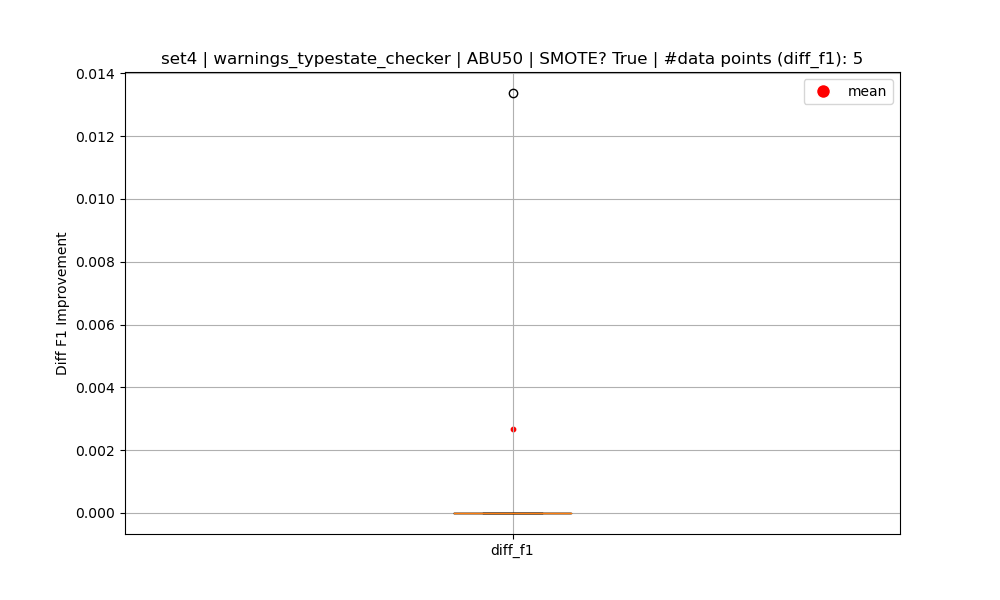 set4 | warnings_typestate_checker | ABU50 | SMOTE? True | #data points (diff_f1): 5
mean
0.014
0.012
0.010
0.008
0.006
0.004
0.002
0.000
Diff F1 Improvement
diff_f1